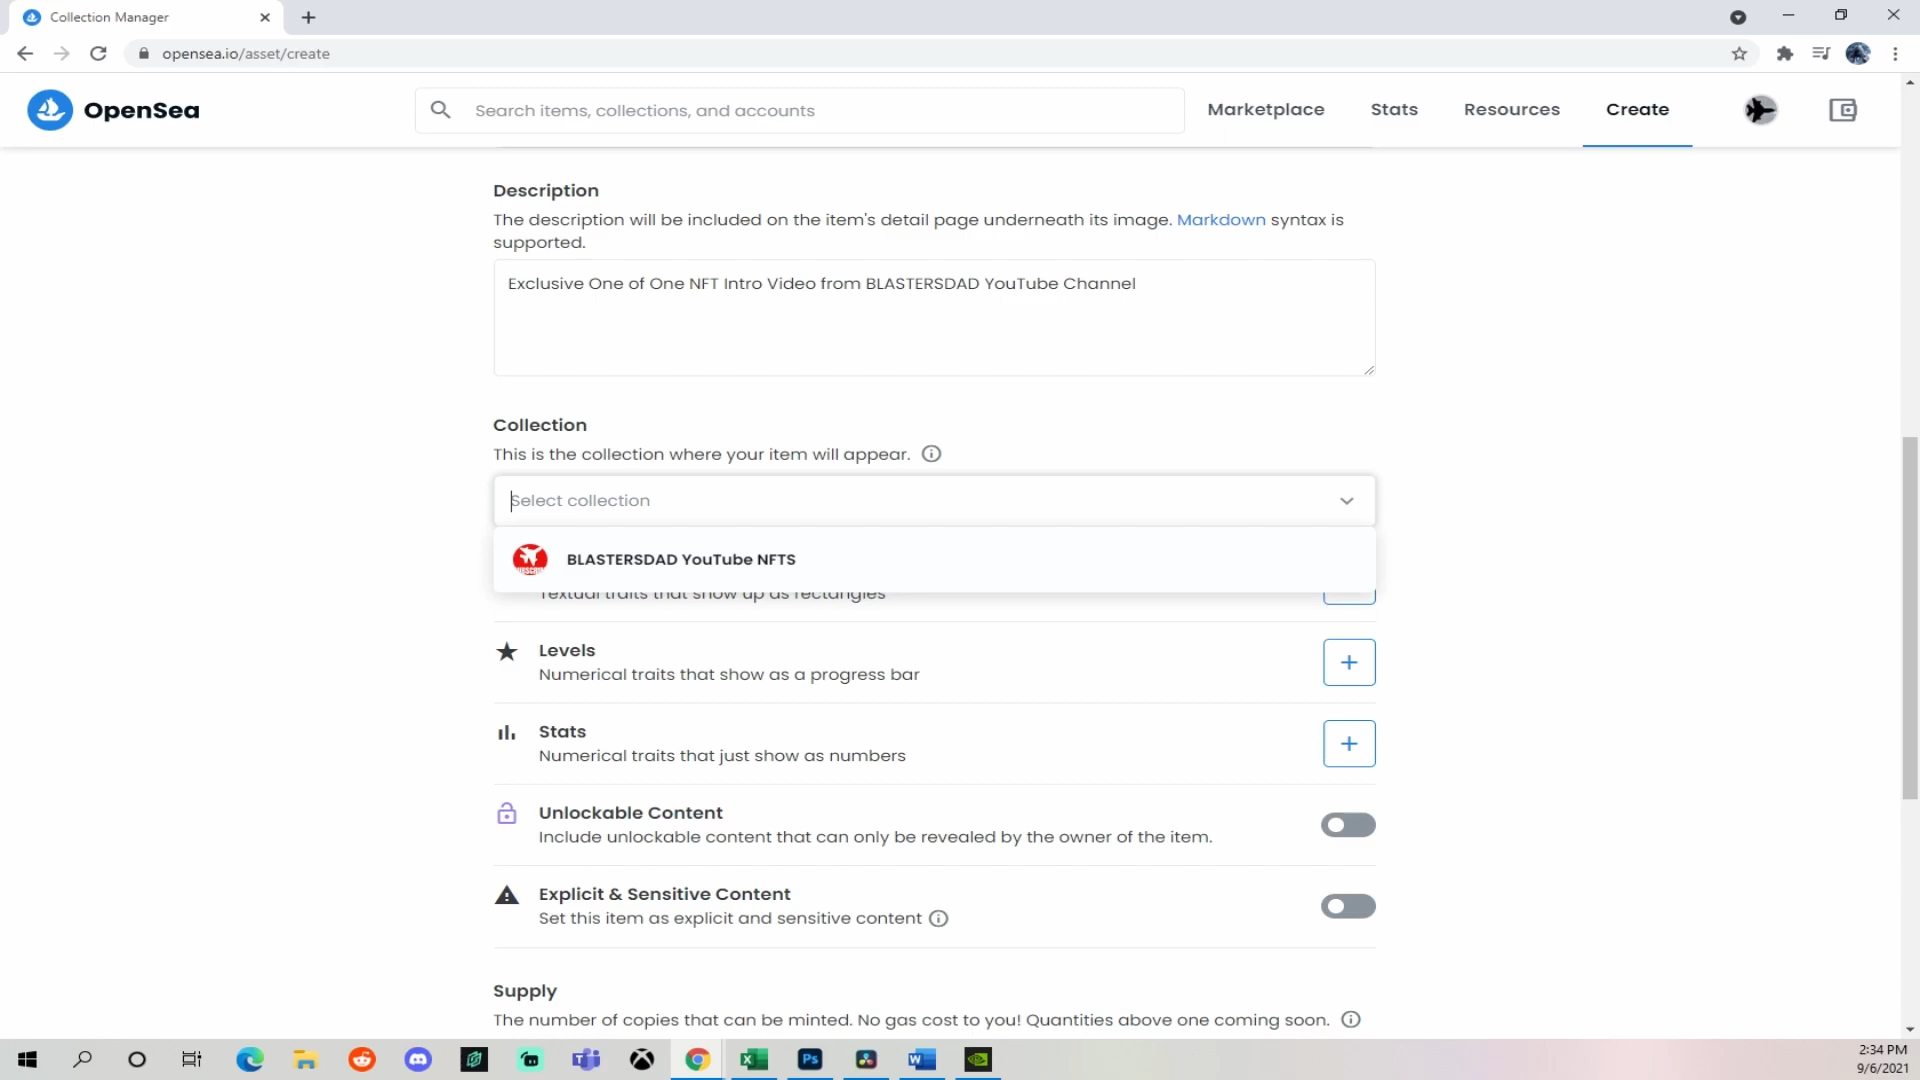 Collection Manager
opensea.io/asset/create
OpenSea
Search items, collections, and accounts
Marketplace
Stats
Resources
Create
Description
The description will be included on the item's detail page underneath its image. Markdown syntax is
supported.
Exclusive One of One NFT Intro Video from BLASTERSDAD YouTube Channel
Collection
This is the collection where your item will appear.
Select collection
BLASTERSDAD YouTube NFTS
Textual traits that show up as rectangles
Levels
Numerical traits that show as a progress bar
Stats
Numerical traits that just show as numbers
Unlockable Content
Include unlockable content that can only be revealed by the owner of the item.
Explicit & Sensitive Content
Set this item as explicit and sensitive content
Supply
The number of copies that can be minted. No gas cost to you! Quantities above one coming soon.
Ps
2:34 PM
9/6/2021